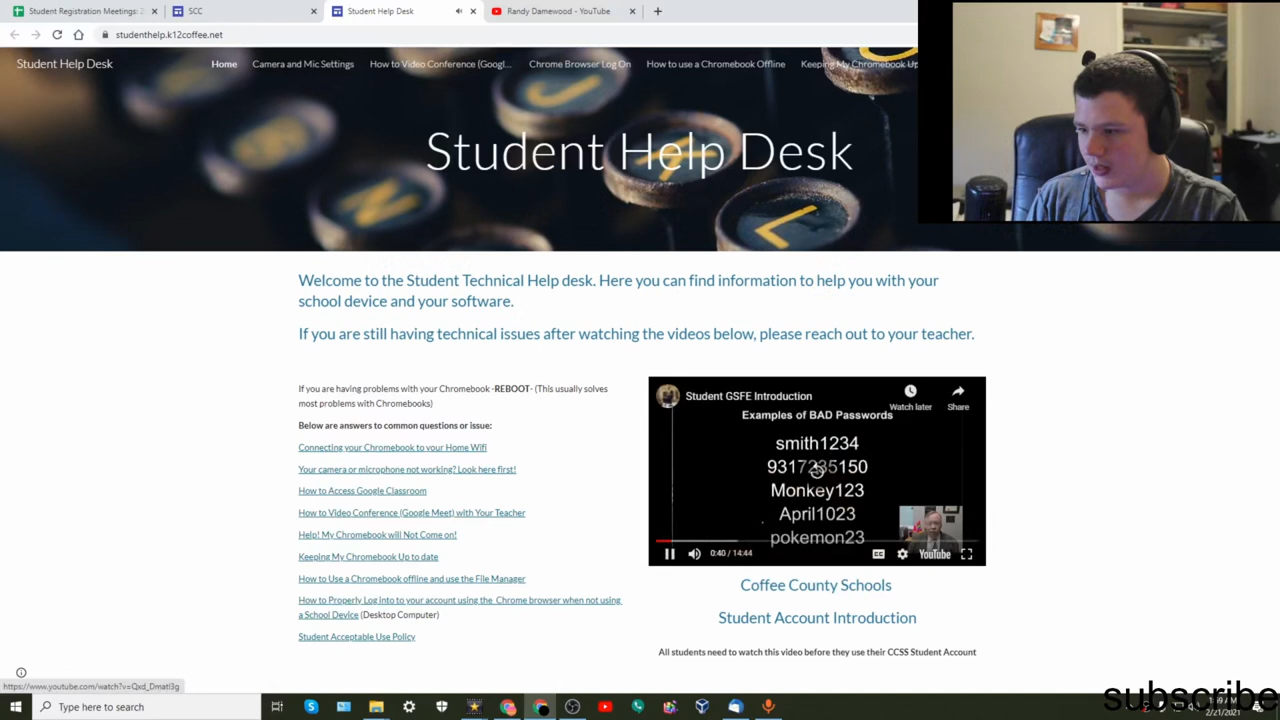 Student Registration Meetings: 2
SCC
Student Help Desk
Randy Damewood - YouTube
studenthelp.k12coffee.net
Student Help Desk
Home
Camera and Mic Settings
How to Video Conference (Googl...
Chrome Browser Log On
How to use a Chromebook Offline
Keeping My Chromebook Up
Student Help Desk
Welcome to the Student Technical Help desk. Here you can find information to help you with your
school device and your software.
If you are still having technical issues after watching the videos below, please reach out to your teacher.
If you are having problems with your Chromebook -REBOOT- (This usually solves
most problems with Chromebooks)
Below are answers to common questions or issue:
Connecting your Chromebook to your Home Wifi
Your camera or microphone not working? Look here first!
How to Access Google Classroom
How to Video Conference (Google Meet) with Your Teacher
Help! My Chromebook will Not Come on!
Keeping My Chromebook Up to date
How to Use a Chromebook offline and use the File Manager
How to Properly Log into to your account using the Chrome browser when not using
a School Device (Desktop Computer)
Student Acceptable Use Policy
Student GSFE Introduction
Watch later
Share
Examples of BAD Passwords
smith1234
9317235150
Monkey123
April1023
pokemon23
0:40 / 14:44
CC
YouTube
Coffee County Schools
Student Account Introduction
All students need to watch this video before they use their CCSS Student Account
Type here to search
subscribe
2/21/2021